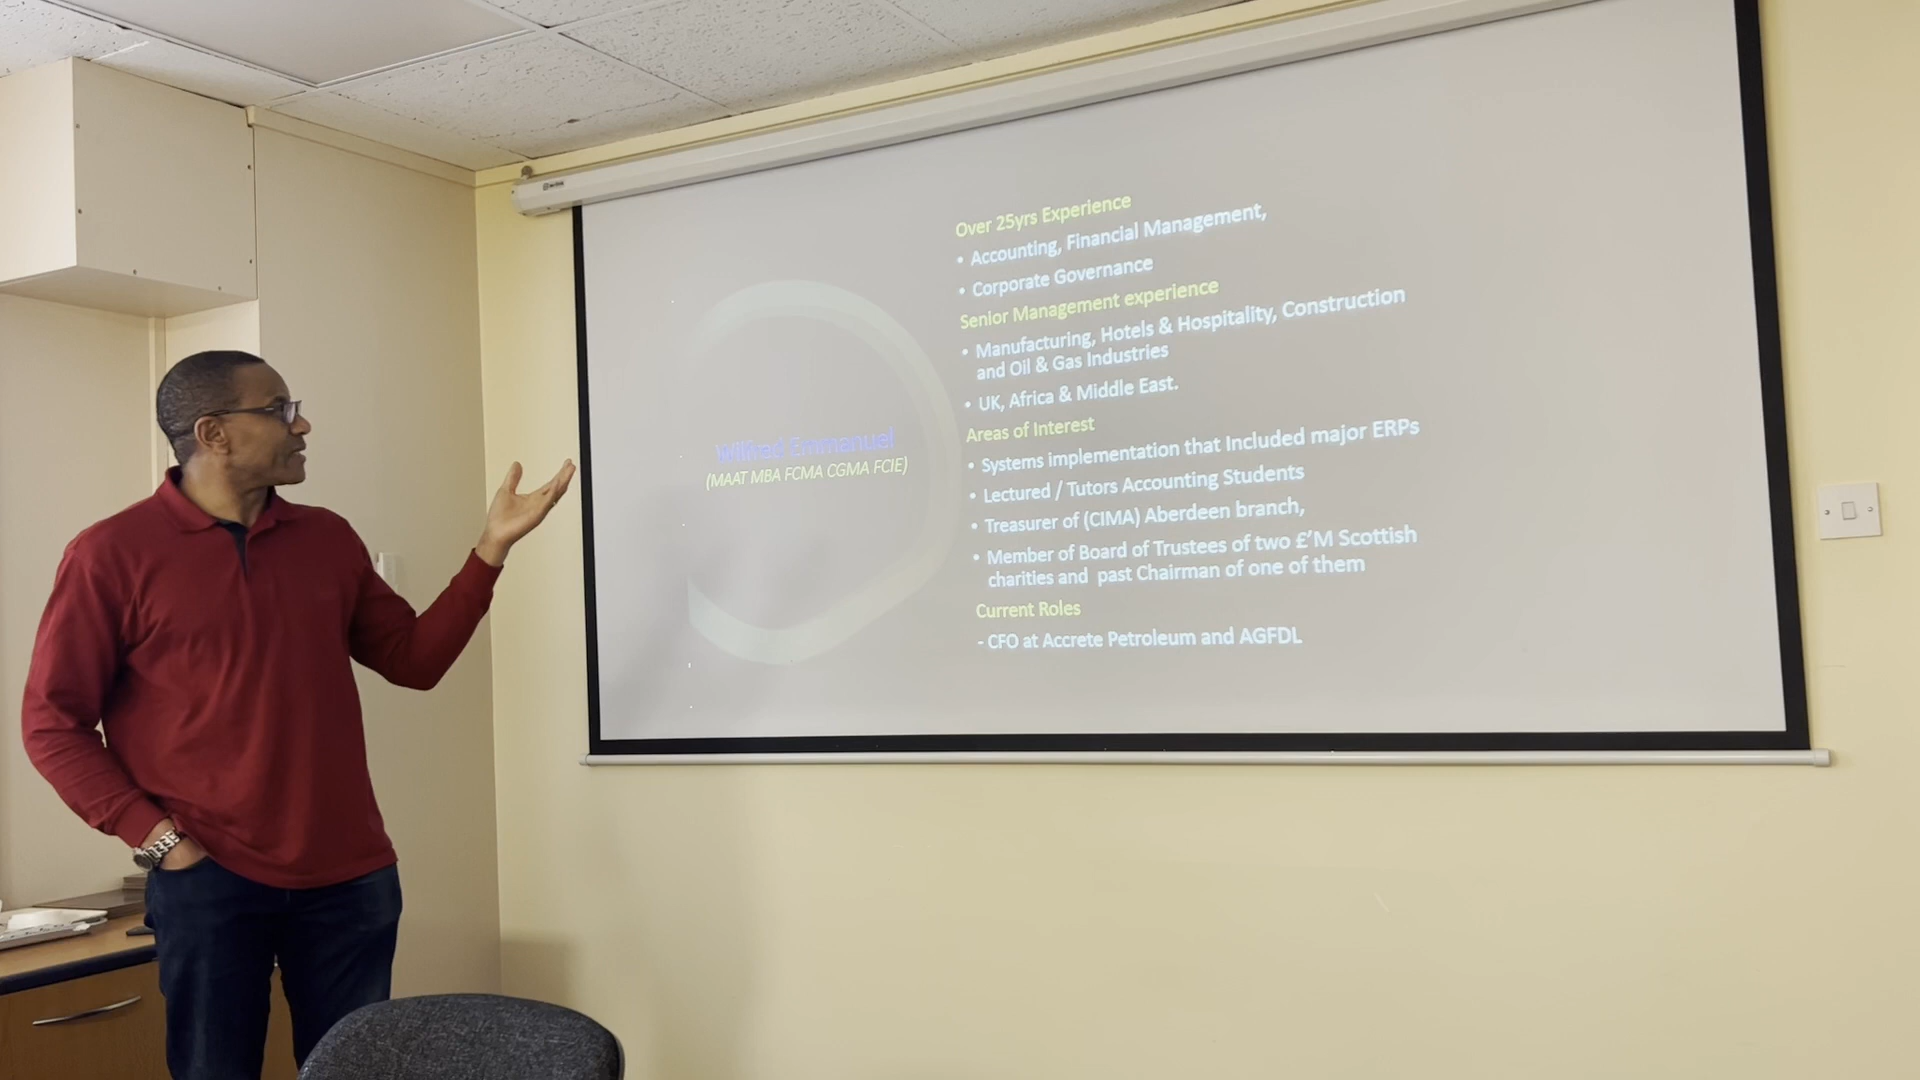 Wilfred Emmanuel
(MAAT MBA FCMA CGMA FCIE)
Over 25yrs Experience
• Accounting, Financial Management,
• Corporate Governance
Senior Management experience
• Manufacturing, Hotels & Hospitality, Construction
and Oil & Gas Industries
• UK, Africa & Middle East.
Areas of Interest
• Systems implementation that Included major ERPs
• Lectured / Tutors Accounting Students
• Treasurer of (CIMA) Aberdeen branch,
• Member of Board of Trustees of two £'M Scottish
charities and past Chairman of one of them
Current Roles
- CFO at Accrete Petroleum and AGFDL